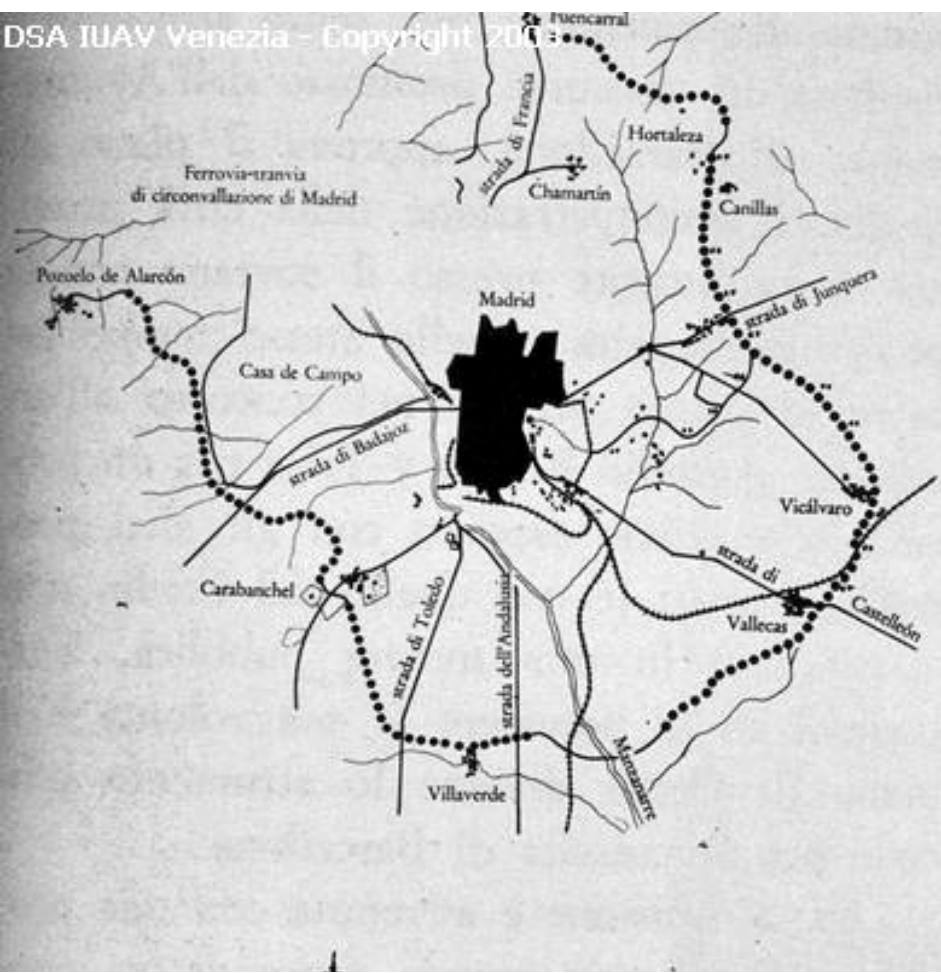 DSA IUAV Venezia - Copyright 2003
Fuencarral
strada di Francia
Hortaleza
Chamartín
Canillas
Ferrovia-tranvia
di circonvallazione di Madrid
Pozuelo de Alarcón
strada di Junquera
Madrid
Casa de Campo
strada di Badajoz
Vicálvaro
strada di
Castelleón
Carabanchel
Vallecas
strada di Toledo
strada dell'Andalusia
Manzanarre
Villaverde